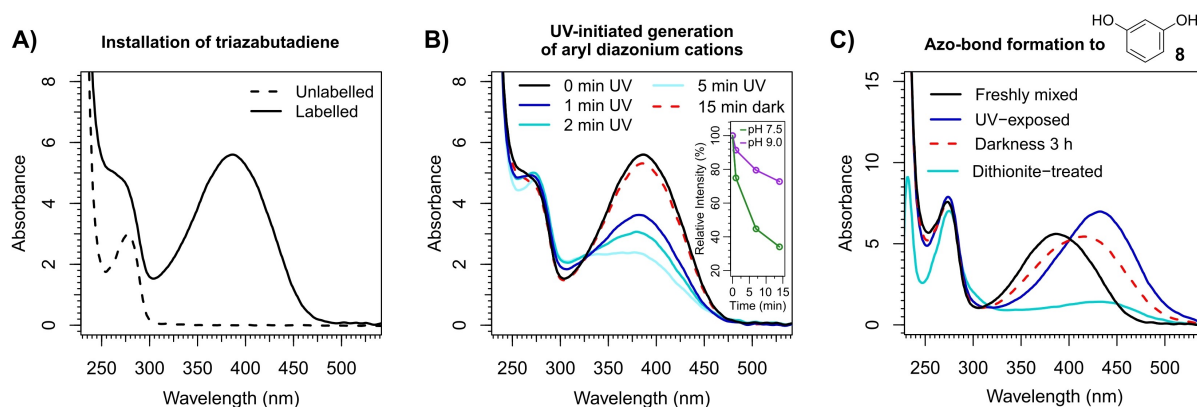 A)
Installation of triazabutadiene
Unlabelled
Labelled
Absorbance
8
6
4
2
0
250 300 350 400 450 500
Wavelength (nm)
B)
UV-initiated generation
of aryl diazonium cations
0 min UV
1 min UV
2 min UV
5 min UV
15 min dark
pH 7.5
pH 9.0
Relative Intensity (%)
100
80
60
40
20
0 5 10 15
Time (min)
Absorbance
8
6
4
2
0
250 300 350 400 450 500
Wavelength (nm)
C)
Azo-bond formation to
HO OH
8
Freshly mixed
UV−exposed
Darkness 3 h
Dithionite−treated
Absorbance
15
10
5
0
250 300 350 400 450 500
Wavelength (nm)